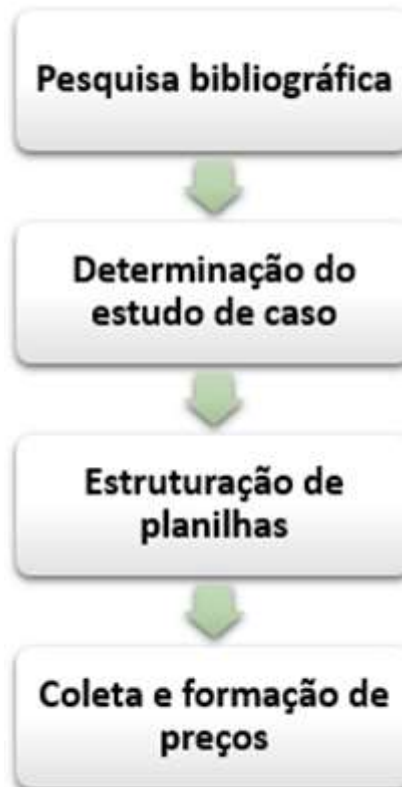 Pesquisa bibliográfica
Determinação do
estudo de caso
Estruturação de
planilhas
Coleta e formação de
preços